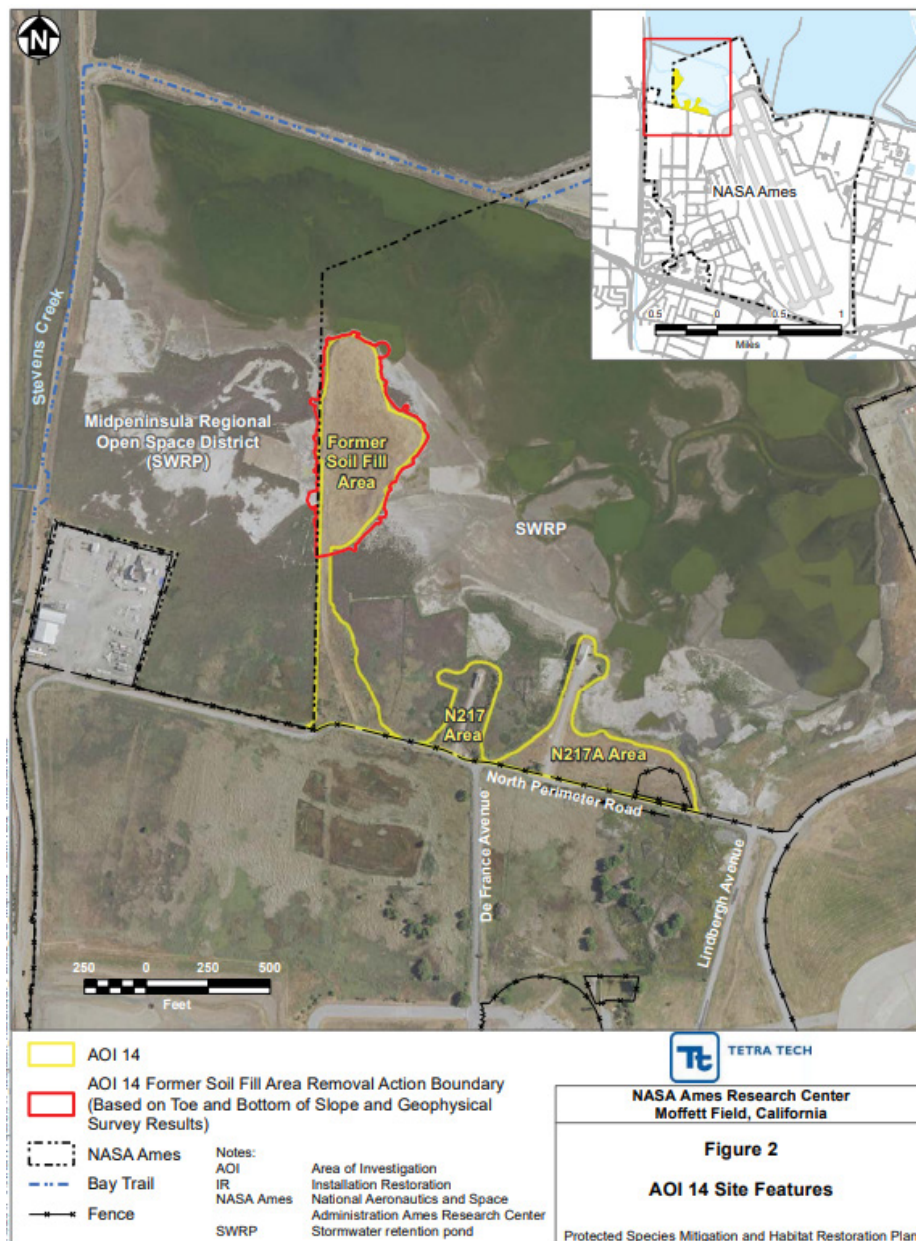 N
NASA Ames
0.5 0 0.5 1
Miles
Stevens Creek
Midpeninsula Regional
Open Space District
(SWRP)
Former
Soil Fill
Area
SWRP
N217
Area
N217A Area
North Perimeter Road
De France Avenue
Lindbergh Avenue
250 0 250 500
Feet
AOI 14
AOI 14 Former Soil Fill Area Removal Action Boundary
(Based on Toe and Bottom of Slope and Geophysical
Survey Results)
NASA Ames
Bay Trail
Fence
Notes:
AOI Area of Investigation
IR Installation Restoration
NASA Ames National Aeronautics and Space
Administration Ames Research Center
SWRP Stormwater retention pond
Tt TETRA TECH
NASA Ames Research Center
Moffett Field, California
Figure 2
AOI 14 Site Features
Protected Species Mitigation and Habitat Restoration Plan